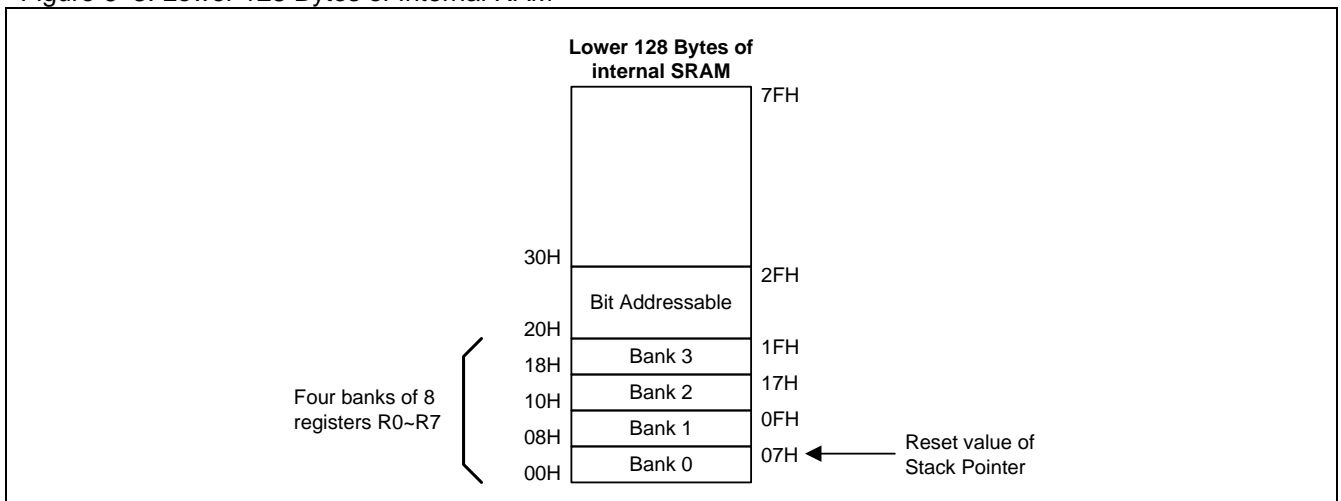 Lower 128 Bytes of
internal SRAM
7FH
30H
2FH
Bit Addressable
20H
1FH
Bank 3
18H
17H
Bank 2
10H
0FH
Bank 1
08H
07H
Bank 0
00H
Four banks of 8
registers R0~R7
Reset value of
Stack Pointer